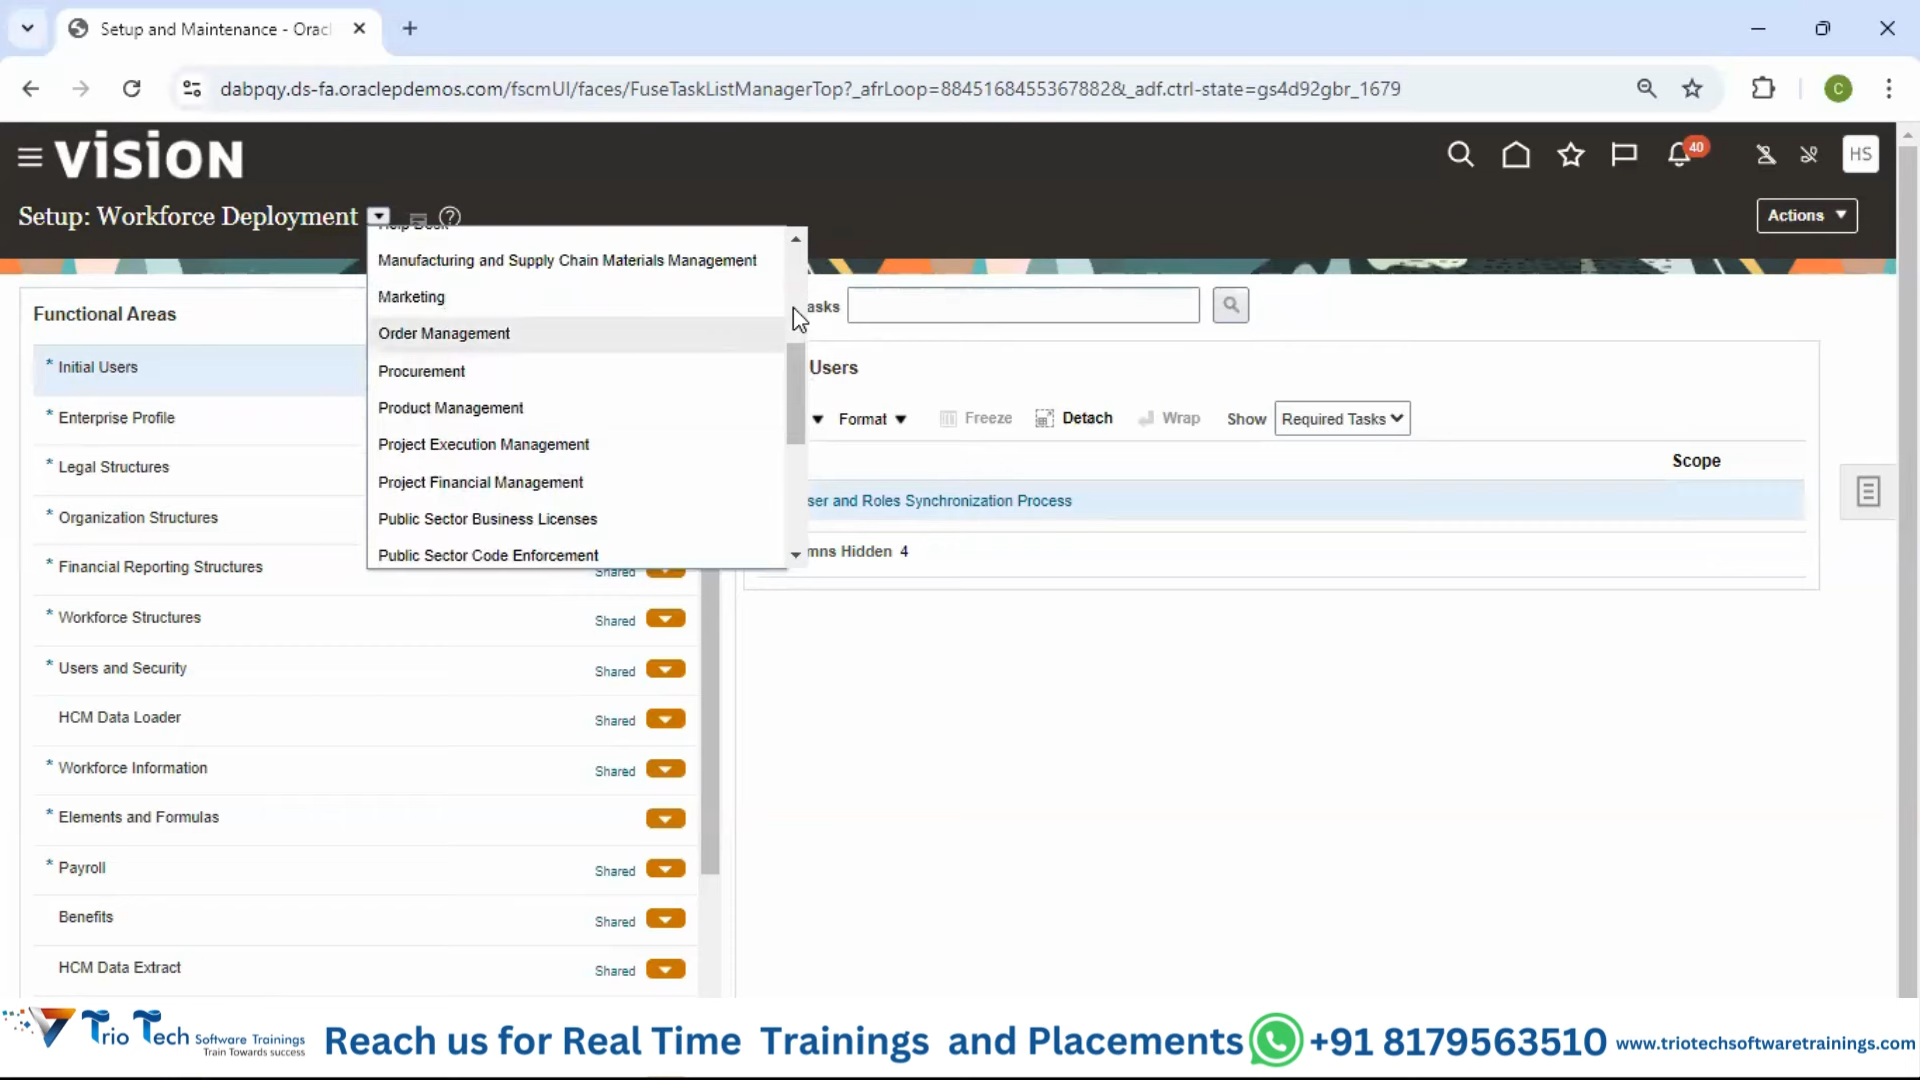 Setup and Maintenance - Orac
dabpqy.ds-fa.oraclepdemos.com/fscmUI/faces/FuseTaskListManagerTop?_afrLoop=88451684553678828&_adf.ctrl-state=gs4d92gbr_1679
C
VISION
40
HS
Setup: Workforce Deployment
Actions
Help Desk
Manufacturing and Supply Chain Materials Management
Marketing
Order Management
Procurement
Product Management
Project Execution Management
Project Financial Management
Public Sector Business Licenses
Public Sector Code Enforcement
Functional Areas
* Initial Users
* Enterprise Profile
* Legal Structures
* Organization Structures
* Financial Reporting Structures Shared
* Workforce Structures Shared
* Users and Security Shared
HCM Data Loader Shared
* Workforce Information Shared
* Elements and Formulas
* Payroll Shared
Benefits Shared
HCM Data Extract Shared
asks
Users
Format Freeze Detach Wrap Show Required Tasks
Scope
ser and Roles Synchronization Process
mns Hidden 4
Trio Tech Software Trainings
Train Towards success
Reach us for Real Time Trainings and Placements +91 8179563510 www.triotechsoftwaretrainings.com